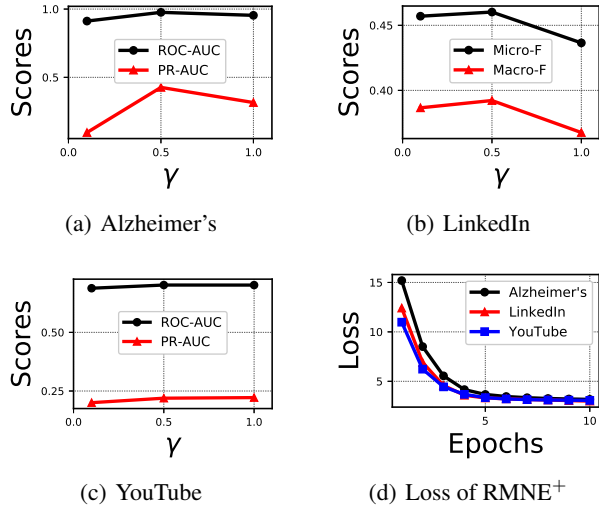 1.0
0.5
Scores
ROC-AUC
PR-AUC
0.0 0.5 1.0
γ
(a) Alzheimer's
0.45
0.40
Scores
Micro-F
Macro-F
0.0 0.5 1.0
γ
(b) LinkedIn
0.50
0.25
Scores
ROC-AUC
PR-AUC
0.0 0.5 1.0
γ
(c) YouTube
15
10
5
Loss
Alzheimer's
LinkedIn
YouTube
5 10
Epochs
(d) Loss of RMNE⁺